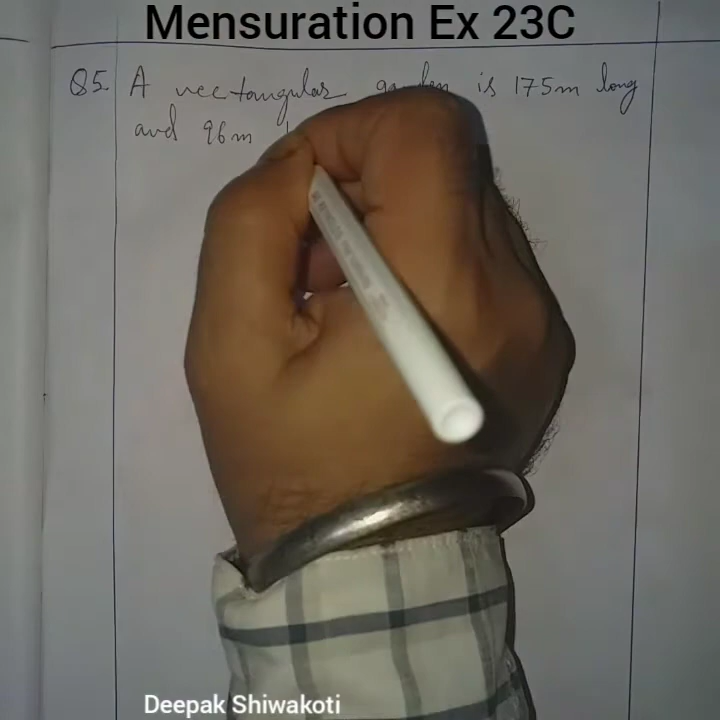 Mensuration Ex 23C
Q5. A rectangular garden is 175m long
and 96m
Deepak Shiwakoti